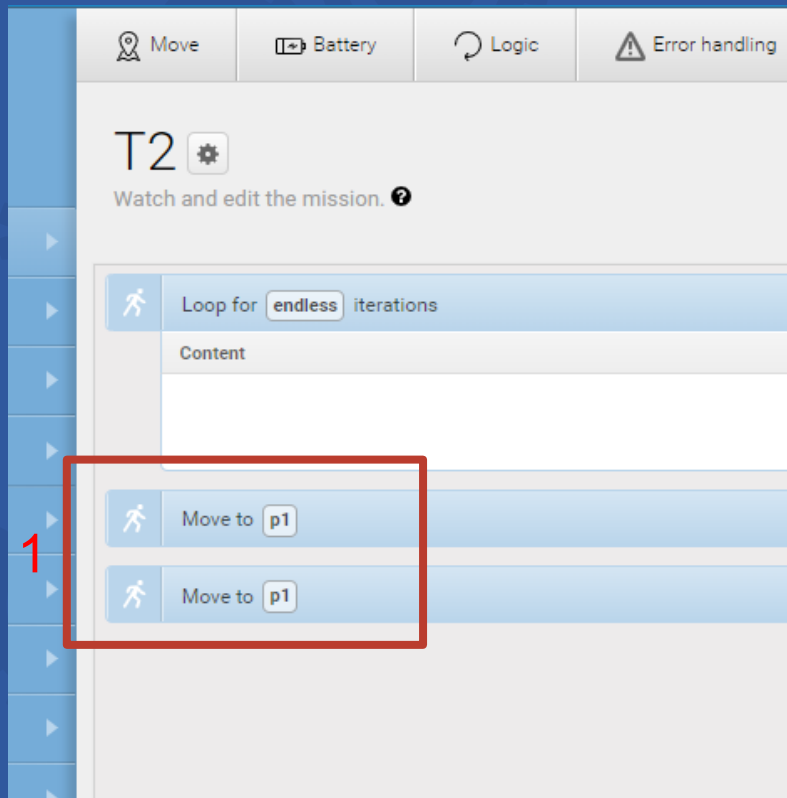 Move Battery Logic Error handling
T2
Watch and edit the mission. ?
Loop for endless iterations
Content
Move to p1
1
Move to p1